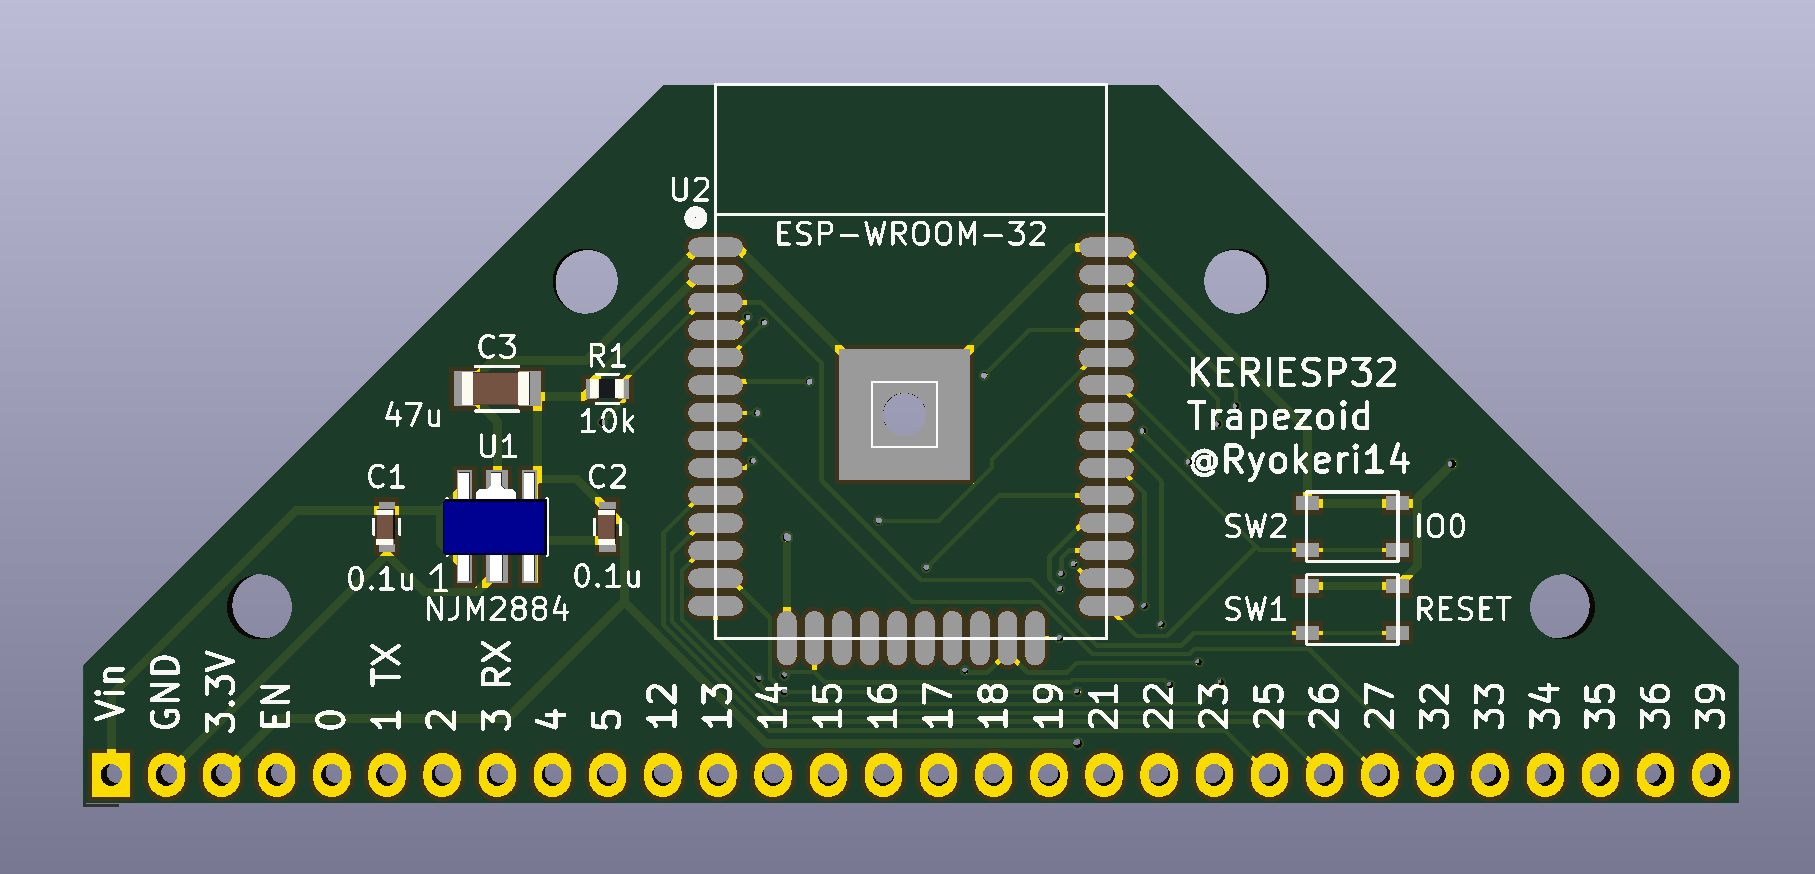 U2
ESP-WROOM-32
C3
47u
R1
10k
U1
C1
0.1u
1
NJM2884
C2
0.1u
KERIESP32
Trapezoid
@Ryokeri14
SW2
IO0
SW1
RESET
Vin
GND
3.3V
EN
0
1 TX
2
3 RX
4
5
12
13
14
15
16
17
18
19
21
22
23
25
26
27
32
33
34
35
36
39